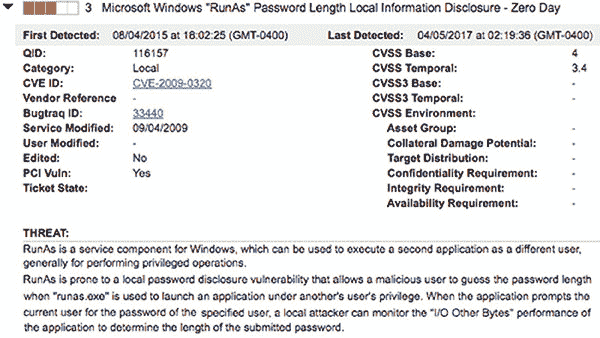 3 Microsoft Windows "RunAs" Password Length Local Information Disclosure - Zero Day
First Detected: 08/04/2015 at 16:02:25 (GMT-0400) Last Detected: 04/05/2017 at 02:19:36 (GMT-0400)
QID: 116157 CVSS Base: 4
Category: Local CVSS Temporal: 3.4
CVE ID: CVE-2009-0320 CVSS3 Base: -
Vendor Reference - CVSS3 Temporal: -
Bugtraq ID: 33440 CVSS Environment:
Service Modified: 09/04/2009 Asset Group: -
User Modified: - Collateral Damage Potential: -
Edited: No Target Distribution: -
PCI Vuln: Yes Confidentiality Requirement: -
Ticket State: Integrity Requirement: -
Availability Requirement: -
THREAT:
RunAs is a service component for Windows, which can be used to execute a second application as a different user,
generally for performing privileged operations.
RunAs is prone to a local password disclosure vulnerability that allows a malicious user to guess the password length
when "runas.exe" is used to launch an application under another's user's privilege. When the application prompts the
current user for the password of the specified user, a local attacker can monitor the "I/O Other Bytes" performance of
the application to determine the length of the submitted password.